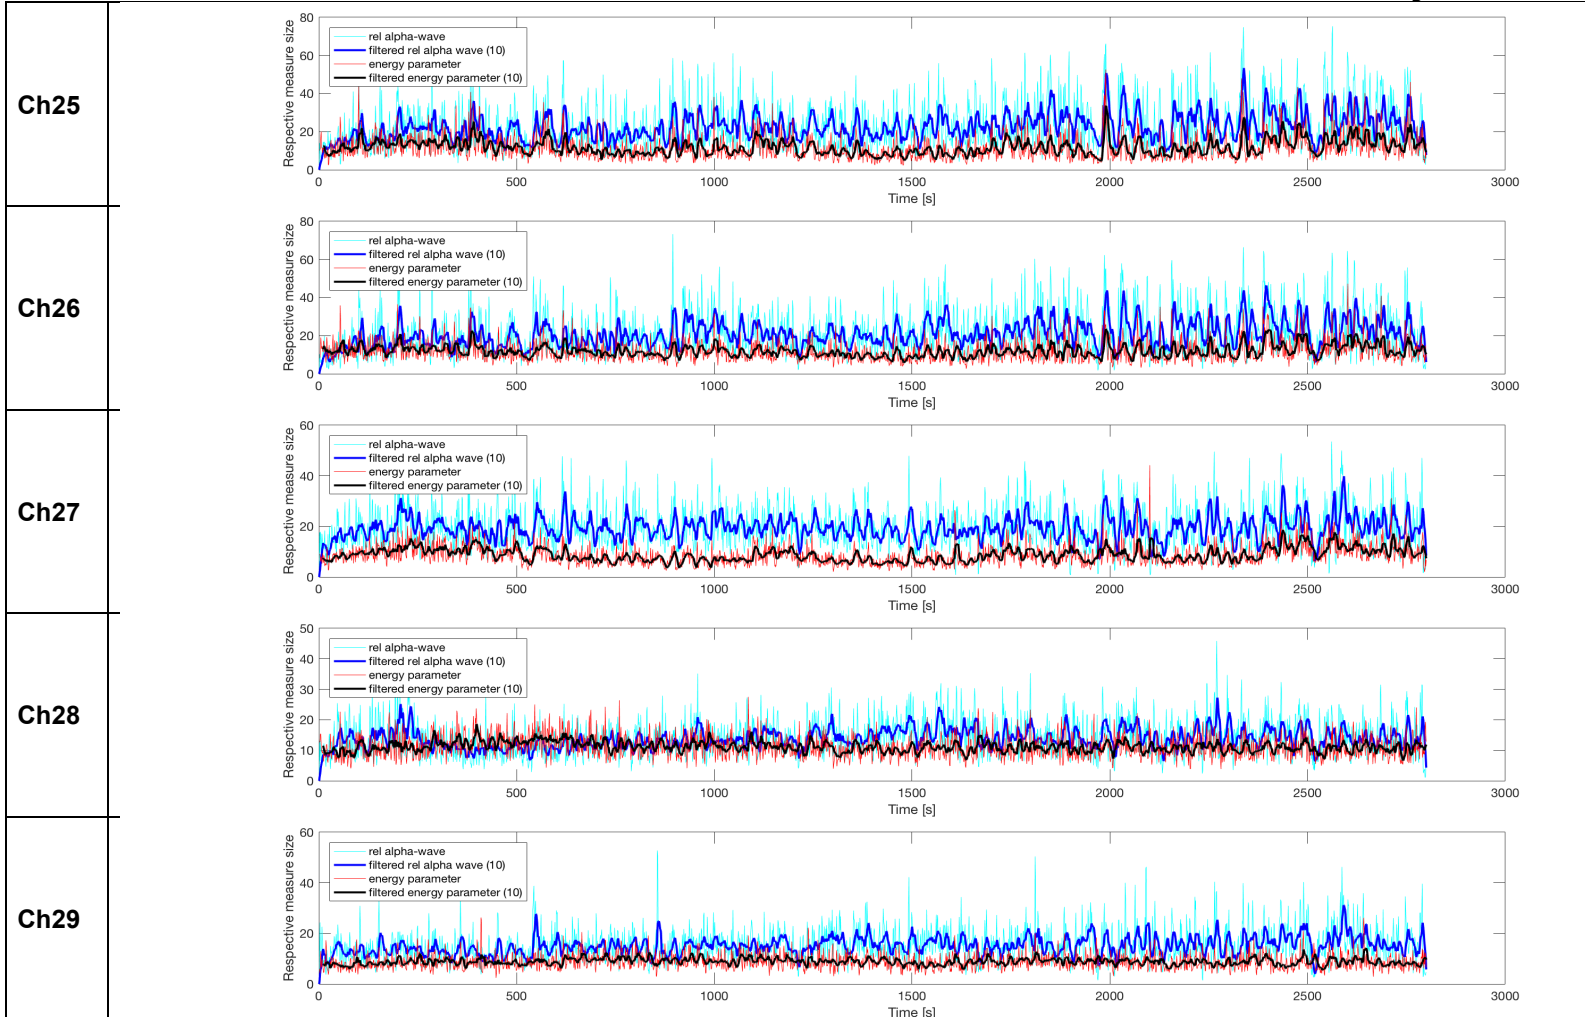 Ch25
80
60
40
20
0
Respective measure size
rel alpha-wave
filtered rel alpha wave (10)
energy parameter
filtered energy parameter (10)
0 500 1000 1500 2000 2500 3000
Time [s]
Ch26
80
60
40
20
0
Respective measure size
rel alpha-wave
filtered rel alpha wave (10)
energy parameter
filtered energy parameter (10)
0 500 1000 1500 2000 2500 3000
Time [s]
Ch27
60
40
20
0
Respective measure size
rel alpha-wave
filtered rel alpha wave (10)
energy parameter
filtered energy parameter (10)
0 500 1000 1500 2000 2500 3000
Time [s]
Ch28
50
40
30
20
10
0
Respective measure size
rel alpha-wave
filtered rel alpha wave (10)
energy parameter
filtered energy parameter (10)
0 500 1000 1500 2000 2500 3000
Time [s]
Ch29
60
40
20
0
Respective measure size
rel alpha-wave
filtered rel alpha wave (10)
energy parameter
filtered energy parameter (10)
0 500 1000 1500 2000 2500 3000
Time [s]